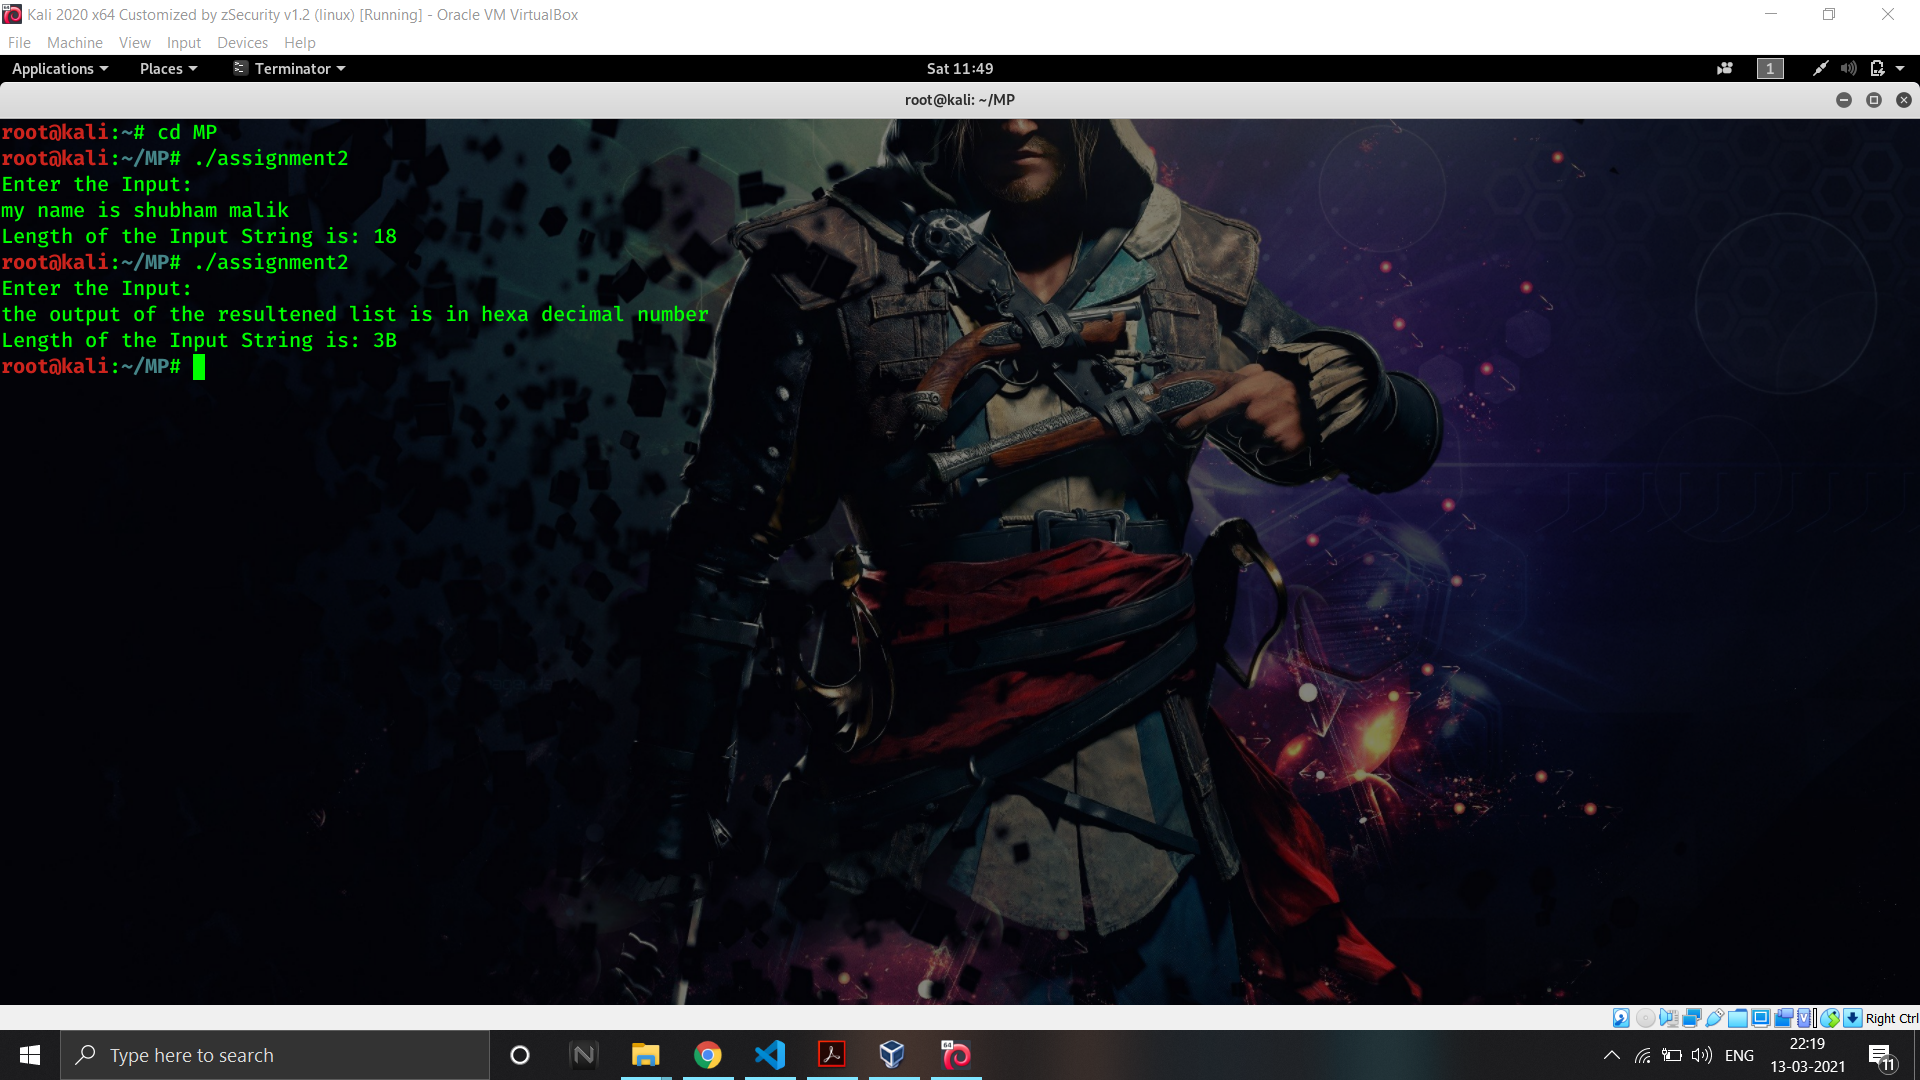 Kali 2020 x64 Customized by zSecurity v1.2 (linux) [Running] - Oracle VM VirtualBox
File Machine View Input Devices Help
Applications Places Terminator Sat 11:49 1
root@kali: ~/MP
root@kali:~# cd MP
root@kali:~/MP# ./assignment2
Enter the Input:
my name is shubham malik
Length of the Input String is: 18
root@kali:~/MP# ./assignment2
Enter the Input:
the output of the resultened list is in hexa decimal number
Length of the Input String is: 3B
root@kali:~/MP#
Right Ctrl
Type here to search
ENG
22:19
13-03-2021
11